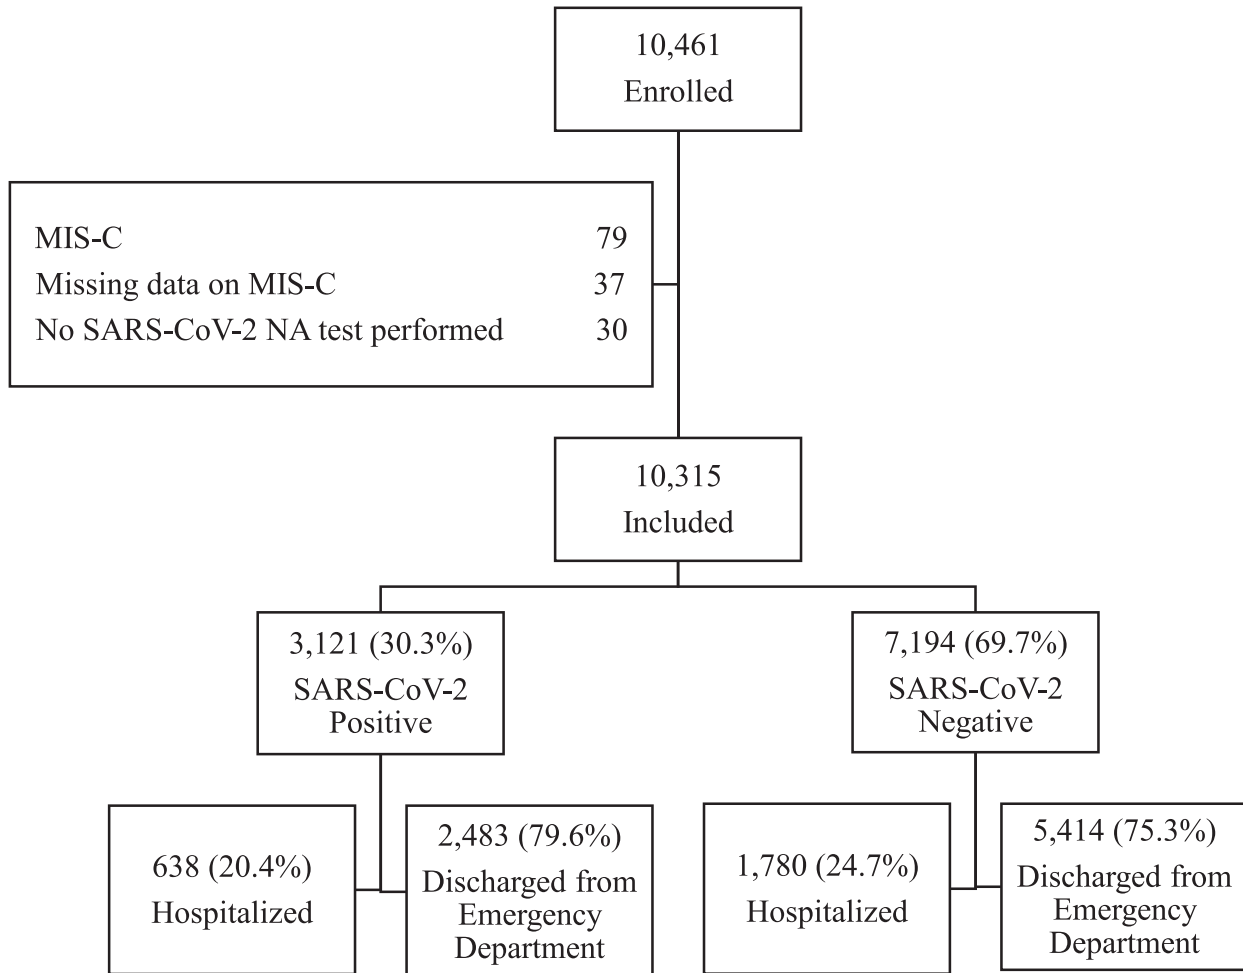 10,461
Enrolled
MIS-C 79
Missing data on MIS-C 37
No SARS-CoV-2 NA test performed 30
10,315
Included
3,121 (30.3%)
SARS-CoV-2
Positive
7,194 (69.7%)
SARS-CoV-2
Negative
638 (20.4%)
Hospitalized
2,483 (79.6%)
Discharged from
Emergency
Department
1,780 (24.7%)
Hospitalized
5,414 (75.3%)
Discharged from
Emergency
Department